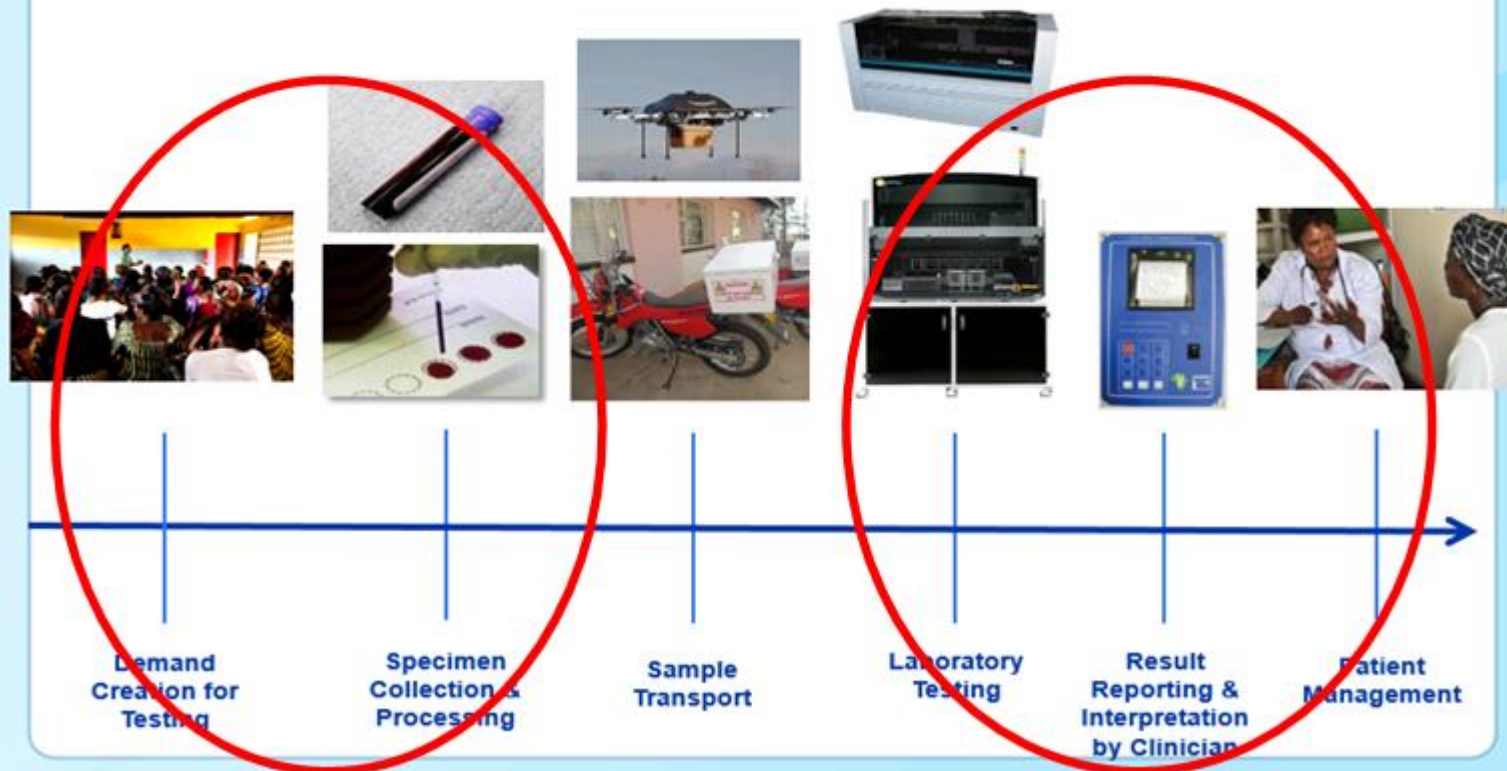 Demand
Creation for
Testing
Specimen
Collection &
Processing
Sample
Transport
Laboratory
Testing
Result
Reporting &
Interpretation
by Clinician
Patient
Management